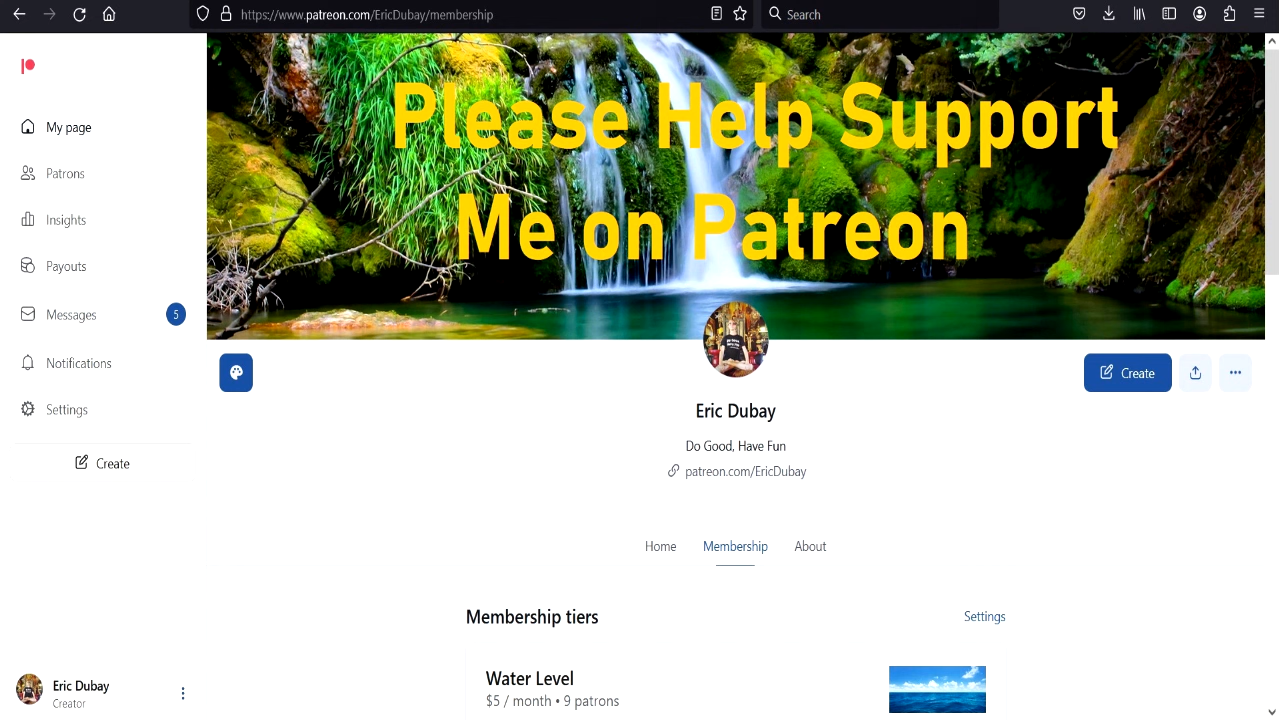 https://www.patreon.com/EricDubay/membership
Search
Please Help Support
Me on Patreon
My page
Patrons
Insights
Payouts
Messages
5
Notifications
Settings
Create
Create
Eric Dubay
Do Good, Have Fun
patreon.com/EricDubay
Home
Membership
About
Membership tiers
Settings
Water Level
$5 / month • 9 patrons
Eric Dubay
Creator